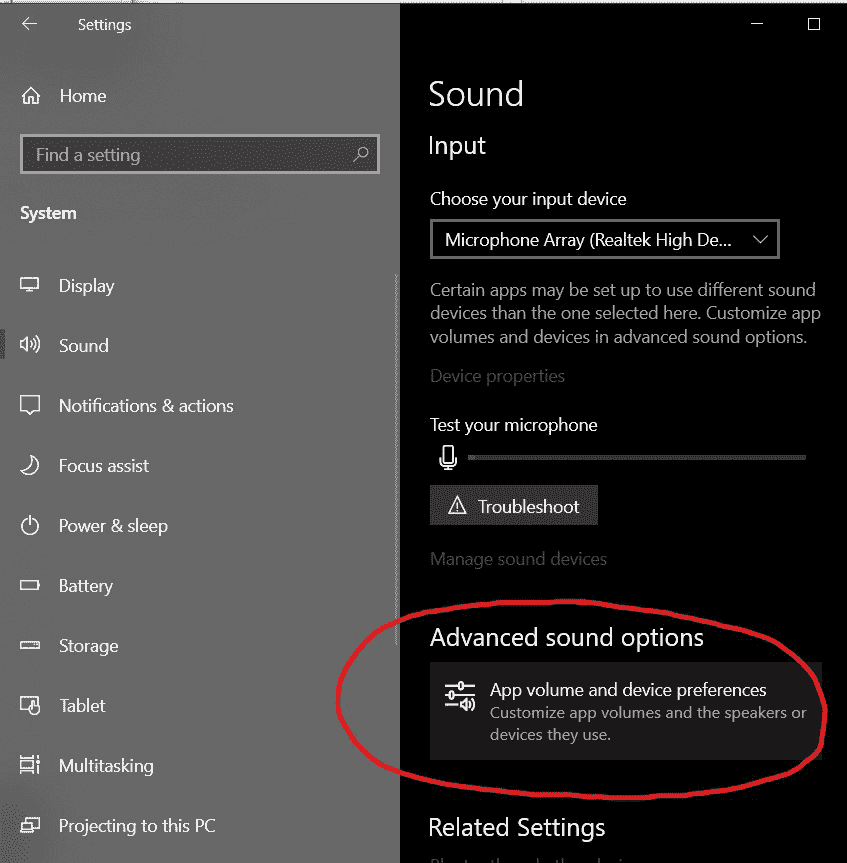 Settings
Home
Find a setting
System
Display
Sound
Notifications & actions
Focus assist
Power & sleep
Battery
Storage
Tablet
Multitasking
Projecting to this PC
Sound
Input
Choose your input device
Microphone Array (Realtek High De...
Certain apps may be set up to use different sound
devices than the one selected here. Customize app
volumes and devices in advanced sound options.
Device properties
Test your microphone
Troubleshoot
Manage sound devices
Advanced sound options
App volume and device preferences
Customize app volumes and the speakers or
devices they use.
Related Settings